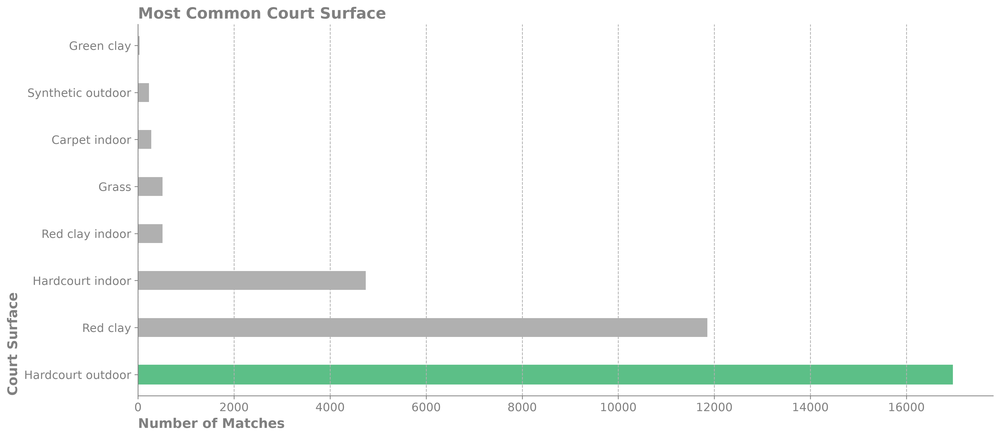 Most Common Court Surface
Green clay
Synthetic outdoor
Carpet indoor
Grass
Red clay indoor
Hardcourt indoor
Red clay
Hardcourt outdoor
Court Surface
0 2000 4000 6000 8000 10000 12000 14000 16000
Number of Matches